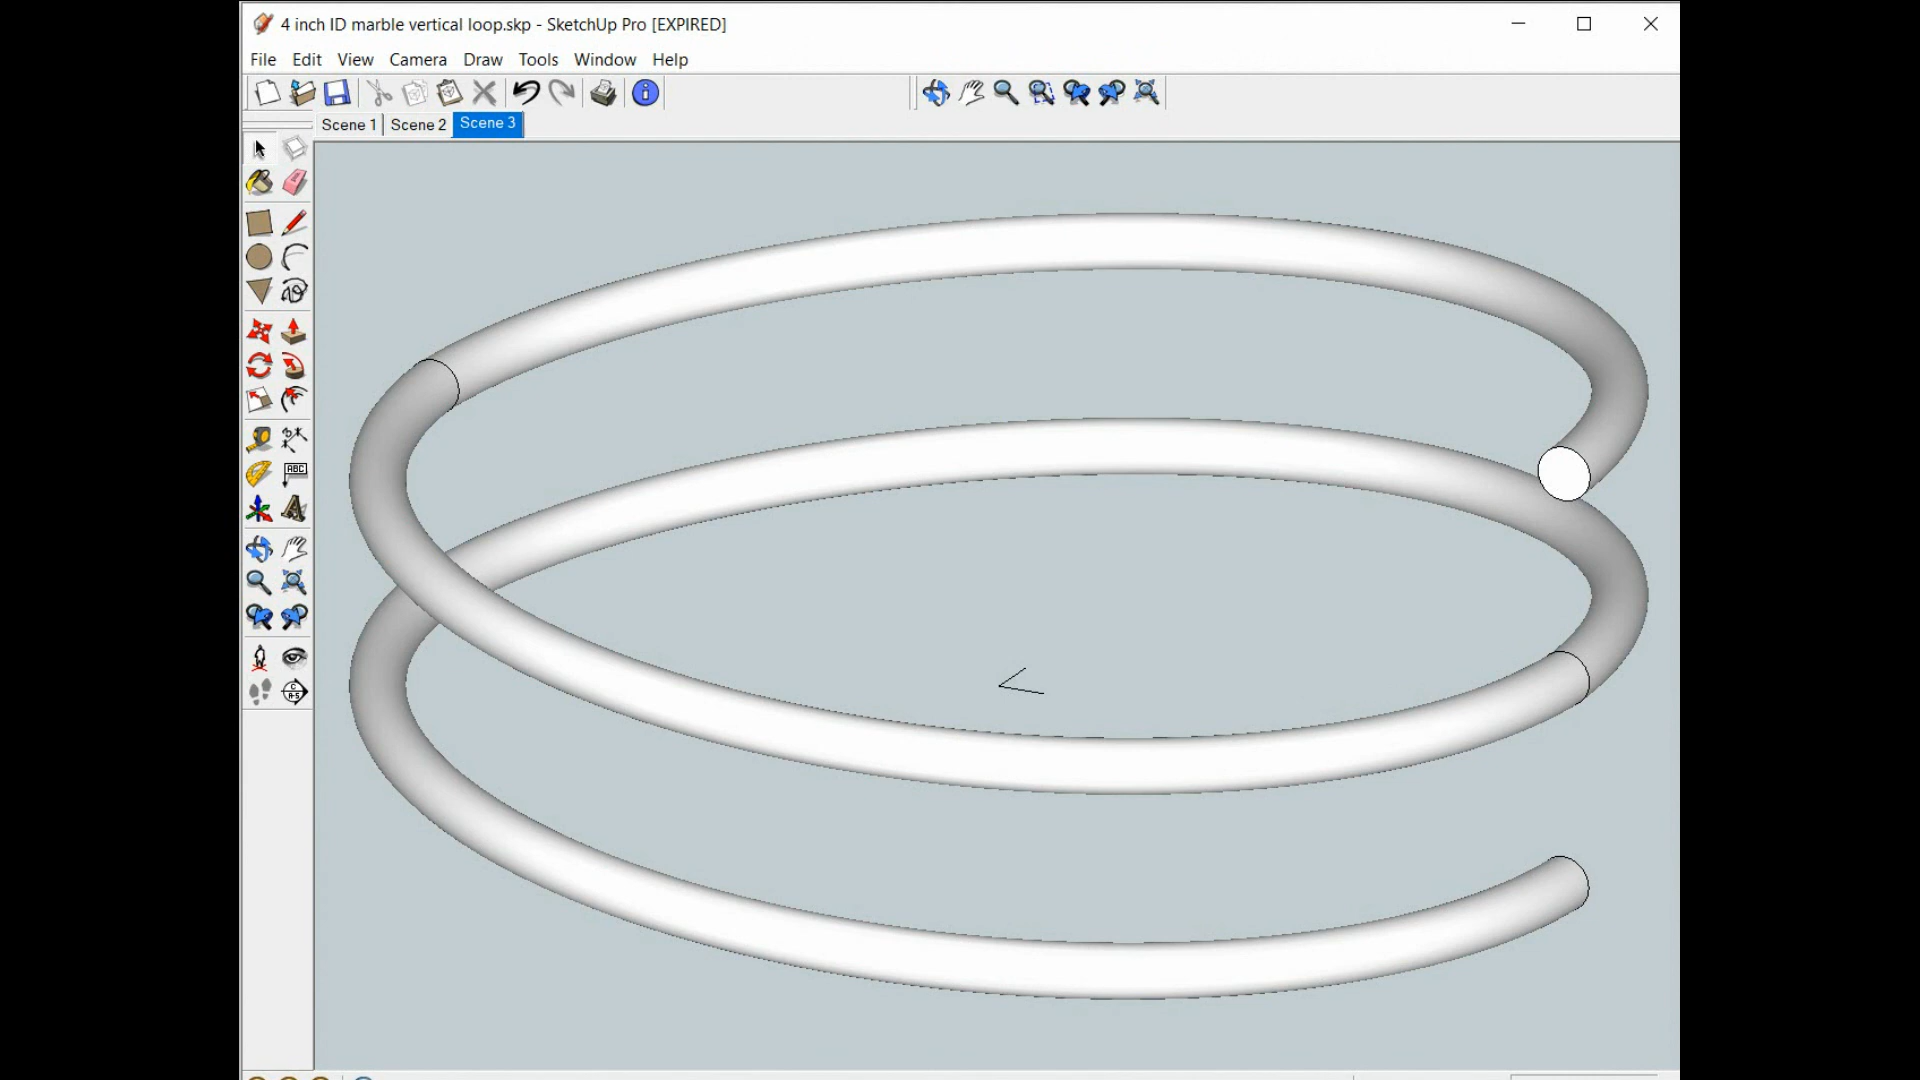 4 inch ID marble vertical loop.skp - SketchUp Pro [EXPIRED]
File Edit View Camera Draw Tools Window Help
Scene 1 Scene 2 Scene 3
ABC